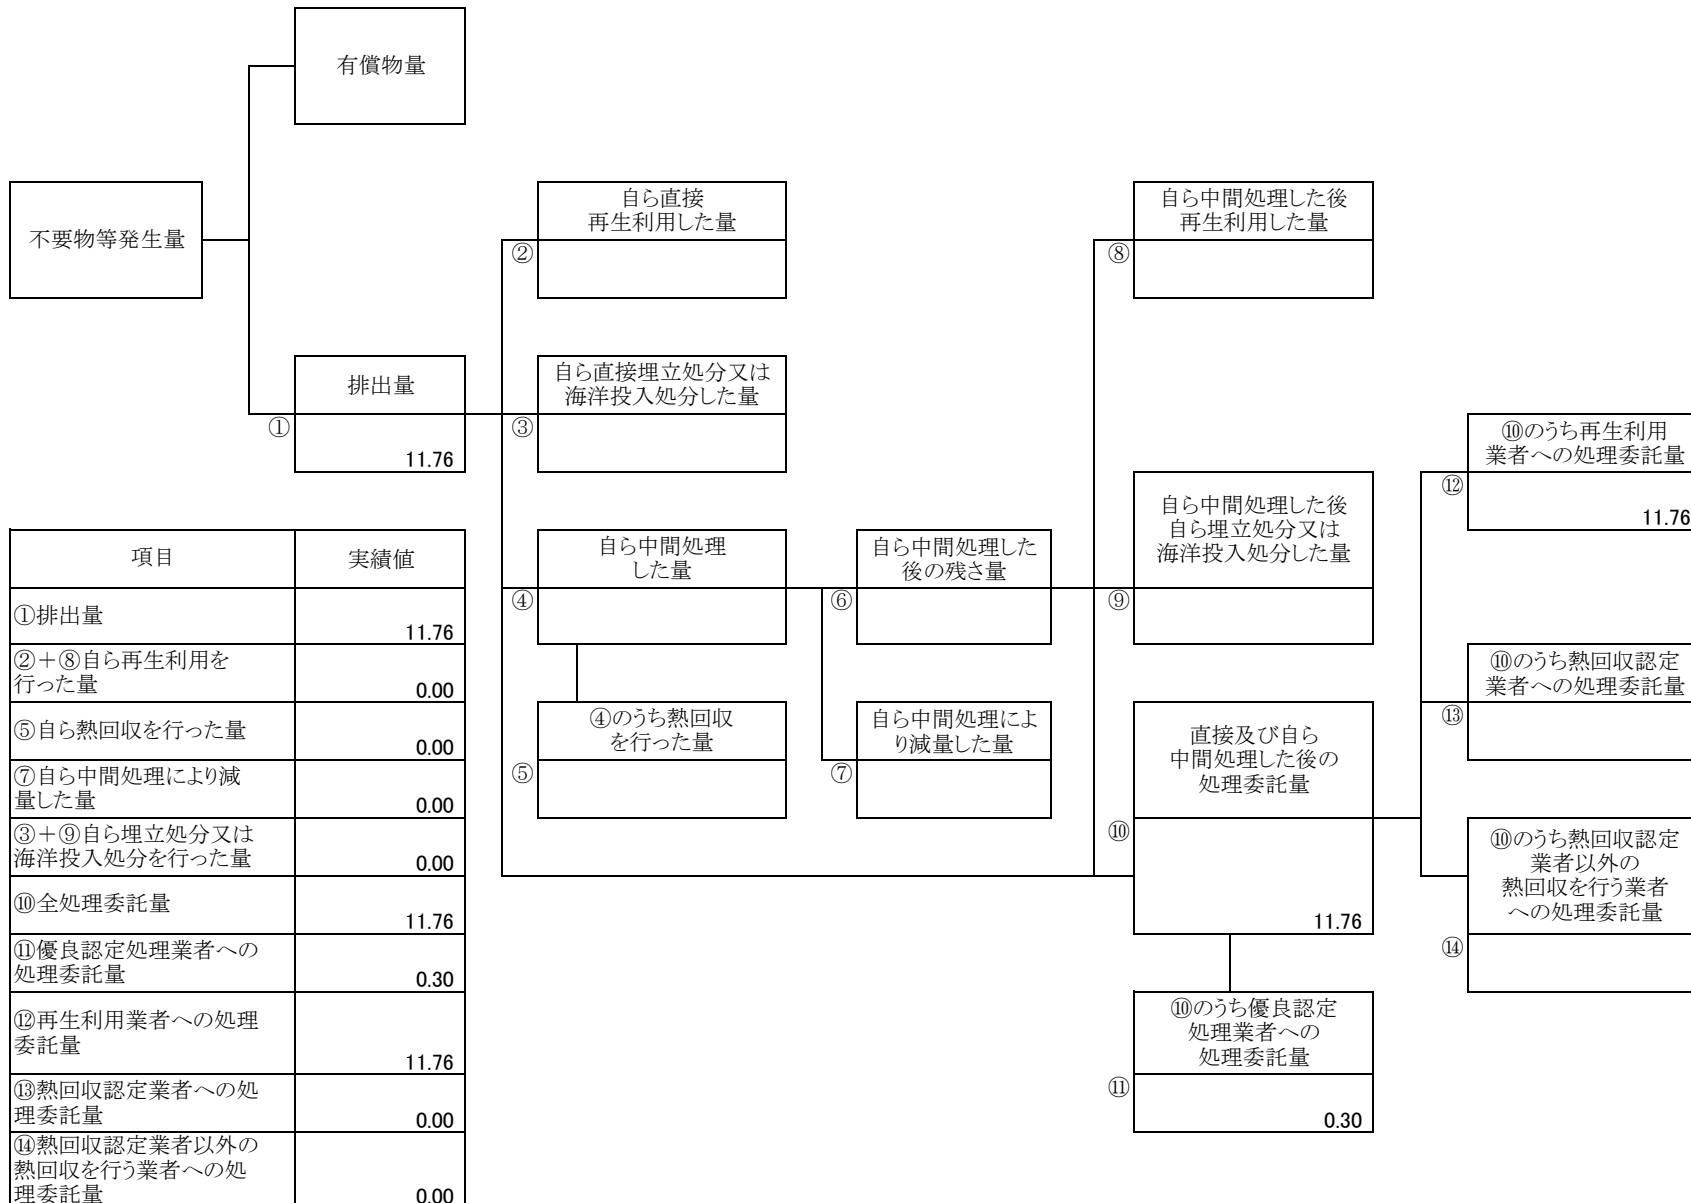 有償物量
不要物等発生量
排出量
①
11.76
自ら直接
再生利用した量
②
自ら直接埋立処分又は
海洋投入処分した量
③
自ら中間処理
した量
④
④のうち熱回収
を行った量
⑤
自ら中間処理した
後の残さ量
⑥
自ら中間処理によ
り減量した量
⑦
自ら中間処理した後
再生利用した量
⑧
自ら中間処理した後
自ら埋立処分又は
海洋投入処分した量
⑨
直接及び自ら
中間処理した後の
処理委託量
⑩
11.76
⑩のうち優良認定
処理業者への
処理委託量
⑪
0.30
⑩のうち再生利用
業者への処理委託量
⑫
11.76
⑩のうち熱回収認定
業者への処理委託量
⑬
⑩のうち熱回収認定
業者以外の
熱回収を行う業者
への処理委託量
⑭
項目 実績値
①排出量
11.76
②+⑧自ら再生利用を
行った量
0.00
⑤自ら熱回収を行った量
0.00
⑦自ら中間処理により減
量した量
0.00
③+⑨自ら埋立処分又は
海洋投入処分を行った量
0.00
⑩全処理委託量
11.76
⑪優良認定処理業者への
処理委託量
0.30
⑫再生利用業者への処理
委託量
11.76
⑬熱回収認定業者への処
理委託量
0.00
⑭熱回収認定業者以外の
熱回収を行う業者への処
理委託量
0.00